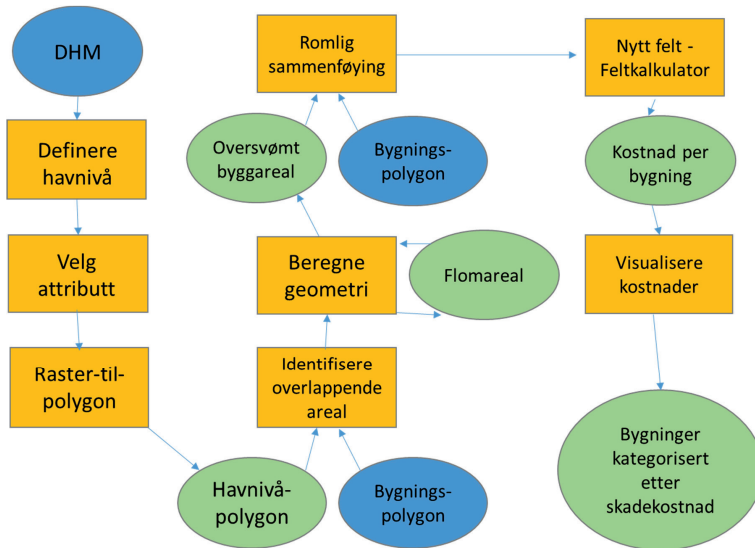 DHM
Definere
havnivå
Velg
attributt
Raster-til-
polygon
Havnivå-
polygon
Bygnings-
polygon
Identifisere
overlappende
areal
Beregne
geometri
Flomareal
Oversvømt
byggareal
Bygnings-
polygon
Romlig
sammenføying
Nytt felt -
Feltkalkulator
Kostnad per
bygning
Visualisere
kostnader
Bygninger
kategorisert
etter
skadekostnad